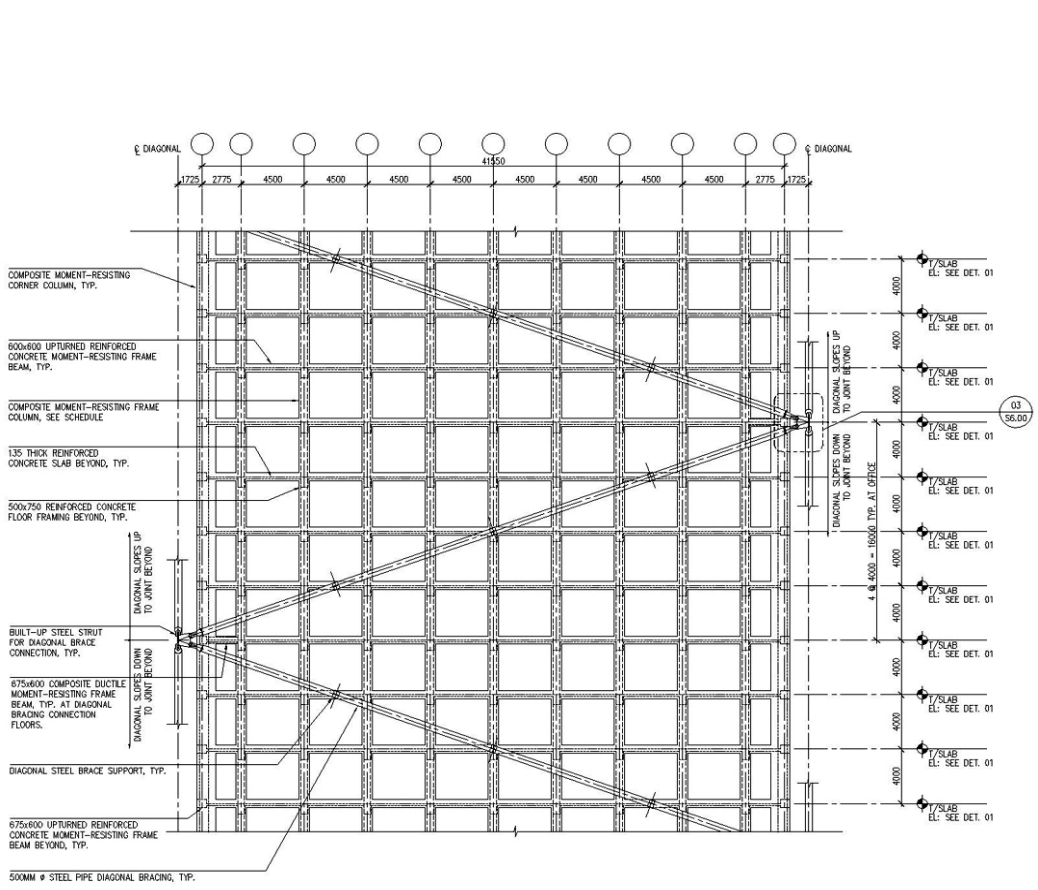 ℄ DIAGONAL
℄ DIAGONAL
41550
1725 2775 4500 4500 4500 4500 4500 4500 4500 4500 2775 1725
COMPOSITE MOMENT-RESISTING
CORNER COLUMN, TYP.
600x600 UPTURNED REINFORCED
CONCRETE MOMENT-RESISTING FRAME
BEAM, TYP.
COMPOSITE MOMENT-RESISTING FRAME
COLUMN, SEE SCHEDULE
135 THICK REINFORCED
CONCRETE SLAB BEYOND, TYP.
500x750 REINFORCED CONCRETE
FLOOR FRAMING BEYOND, TYP.
DIAGONAL SLOPES UP
TO JOINT BEYOND
BUILT-UP STEEL STRUT
FOR DIAGONAL BRACE
CONNECTION, TYP.
DIAGONAL SLOPES DOWN
TO JOINT BEYOND
675x600 COMPOSITE DUCTILE
MOMENT-RESISTING FRAME
BEAM, TYP. AT DIAGONAL
BRACING CONNECTION
FLOORS.
DIAGONAL STEEL BRACE SUPPORT, TYP.
675x600 UPTURNED REINFORCED
CONCRETE MOMENT-RESISTING FRAME
BEAM BEYOND, TYP.
500MM ø STEEL PIPE DIAGONAL BRACING, TYP.
DIAGONAL SLOPES UP
TO JOINT BEYOND
DIAGONAL SLOPES DOWN
TO JOINT BEYOND
4 @ 4000 = 16000 TYP. AT OFFICE
03
S6.00
4000
4000
4000
4000
4000
4000
4000
4000
4000
4000
T/SLAB
EL: SEE DET. 01
T/SLAB
EL: SEE DET. 01
T/SLAB
EL: SEE DET. 01
T/SLAB
EL: SEE DET. 01
T/SLAB
EL: SEE DET. 01
T/SLAB
EL: SEE DET. 01
T/SLAB
EL: SEE DET. 01
T/SLAB
EL: SEE DET. 01
T/SLAB
EL: SEE DET. 01
T/SLAB
EL: SEE DET. 01
T/SLAB
EL: SEE DET. 01